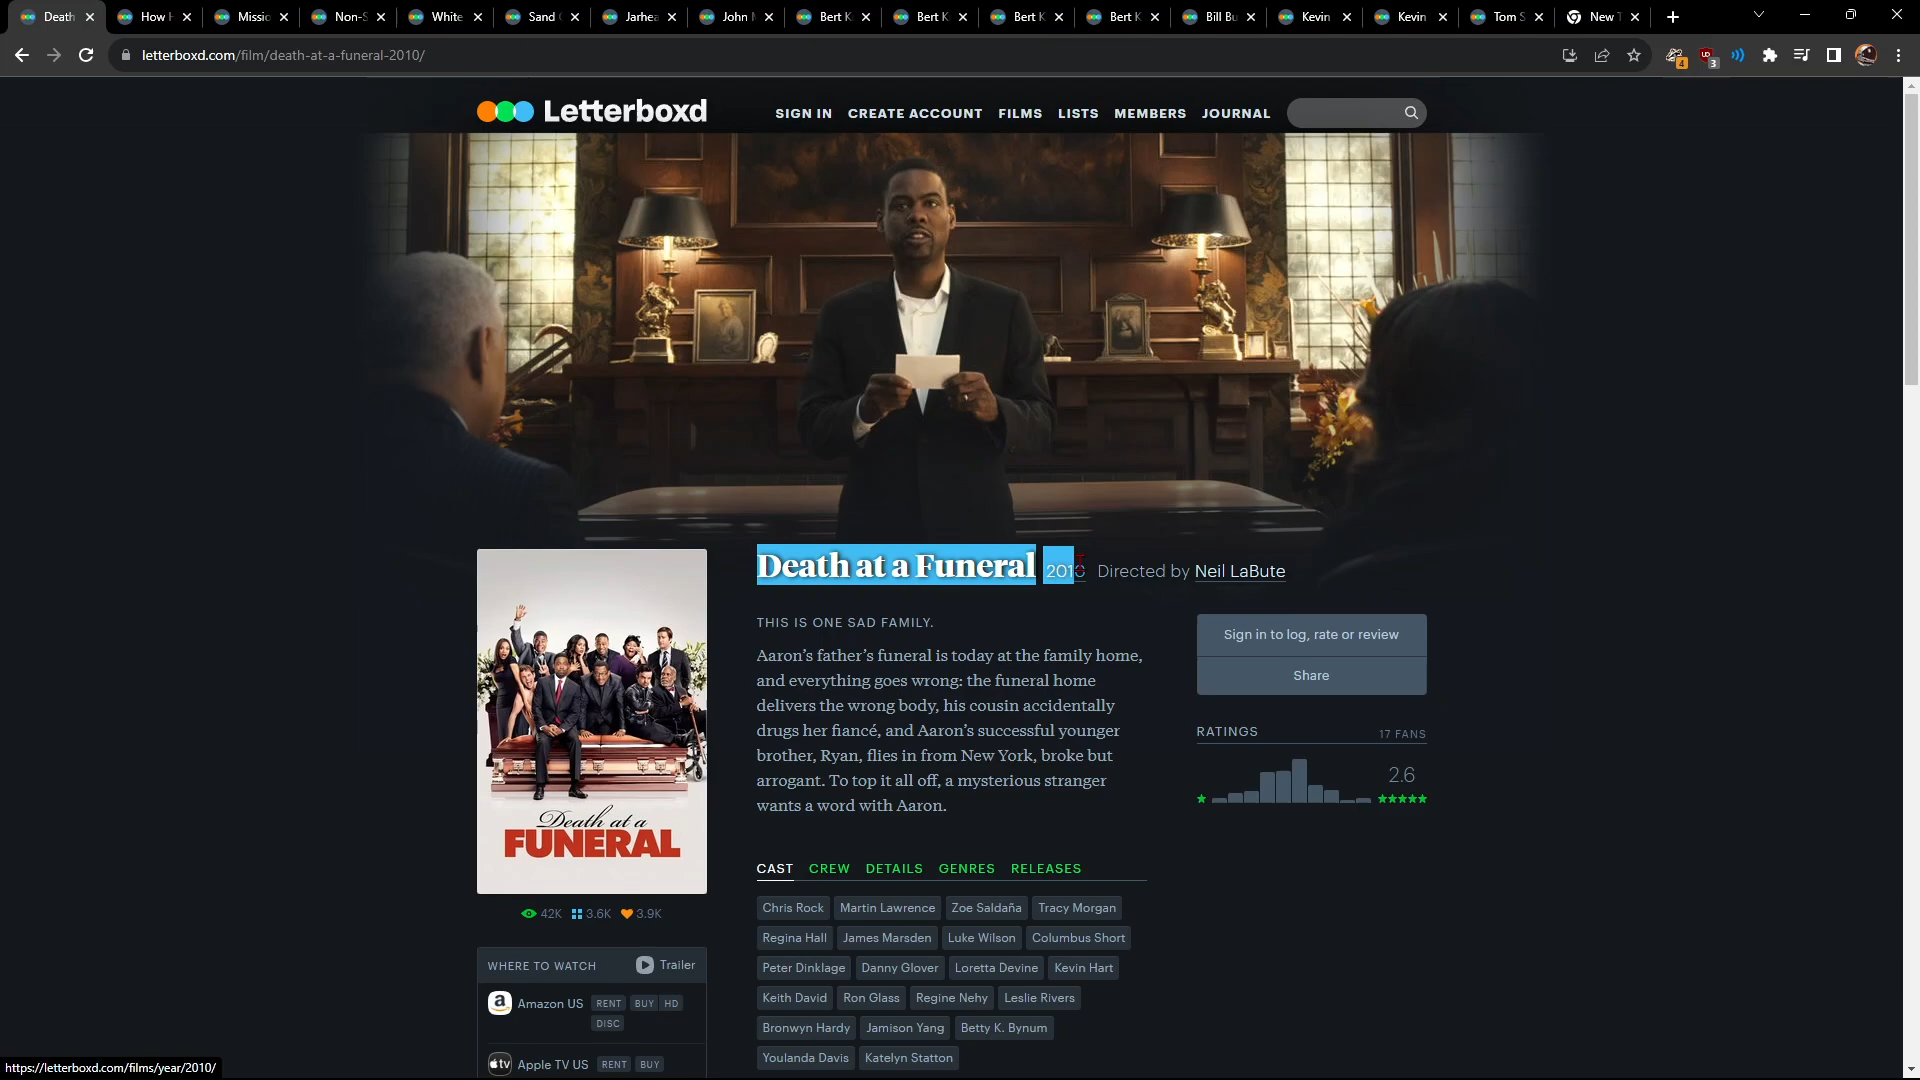 Death
How H
Missio
Non-S
White
Sand C
Jarhea
John M
Bert K
Bert K
Bert K
Bert K
Bill Bu
Kevin
Kevin
Tom S
New T
letterboxd.com/film/death-at-a-funeral-2010/
4
3
Letterboxd
SIGN IN CREATE ACCOUNT FILMS LISTS MEMBERS JOURNAL
Death at a Funeral 2010 Directed by Neil LaBute
THIS IS ONE SAD FAMILY.
Aaron’s father’s funeral is today at the family home,
and everything goes wrong: the funeral home
delivers the wrong body, his cousin accidentally
drugs her fiancé, and Aaron’s successful younger
brother, Ryan, flies in from New York, broke but
arrogant. To top it all off, a mysterious stranger
wants a word with Aaron.
Sign in to log, rate or review
Share
RATINGS 17 FANS
2.6
Death at a
FUNERAL
42K 3.6K 3.9K
WHERE TO WATCH Trailer
Amazon US RENT BUY HD
DISC
Apple TV US RENT BUY
CAST CREW DETAILS GENRES RELEASES
Chris Rock Martin Lawrence Zoe Saldaña Tracy Morgan
Regina Hall James Marsden Luke Wilson Columbus Short
Peter Dinklage Danny Glover Loretta Devine Kevin Hart
Keith David Ron Glass Regine Nehy Leslie Rivers
Bronwyn Hardy Jamison Yang Betty K. Bynum
Youlanda Davis Katelyn Statton
https://letterboxd.com/films/year/2010/